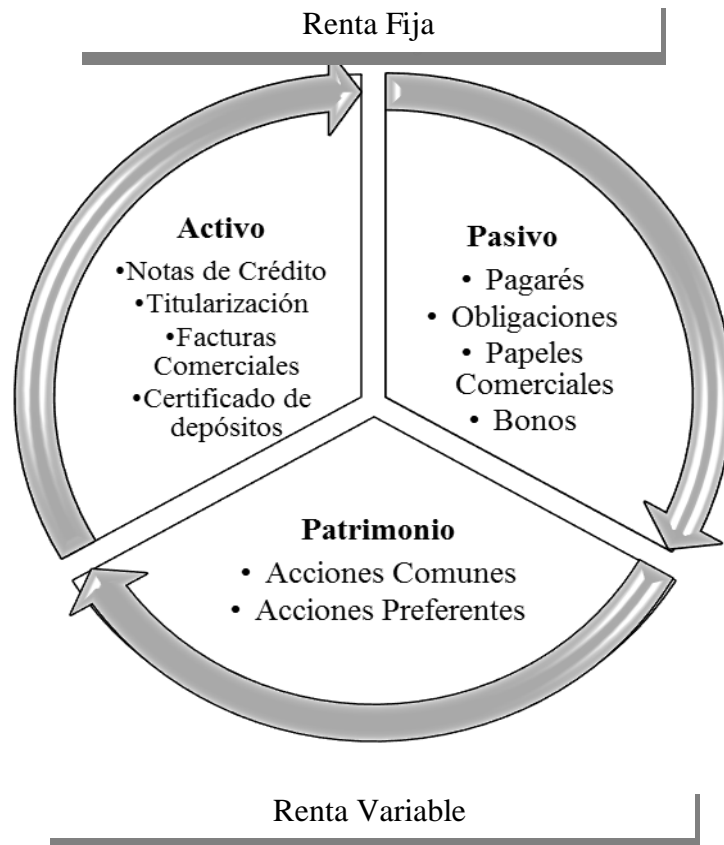 Renta Fija
Activo
•Notas de Crédito
•Titularización
•Facturas
Comerciales
•Certificado de
depósitos
Pasivo
• Pagarés
• Obligaciones
• Papeles
Comerciales
• Bonos
Patrimonio
• Acciones Comunes
• Acciones Preferentes
Renta Variable